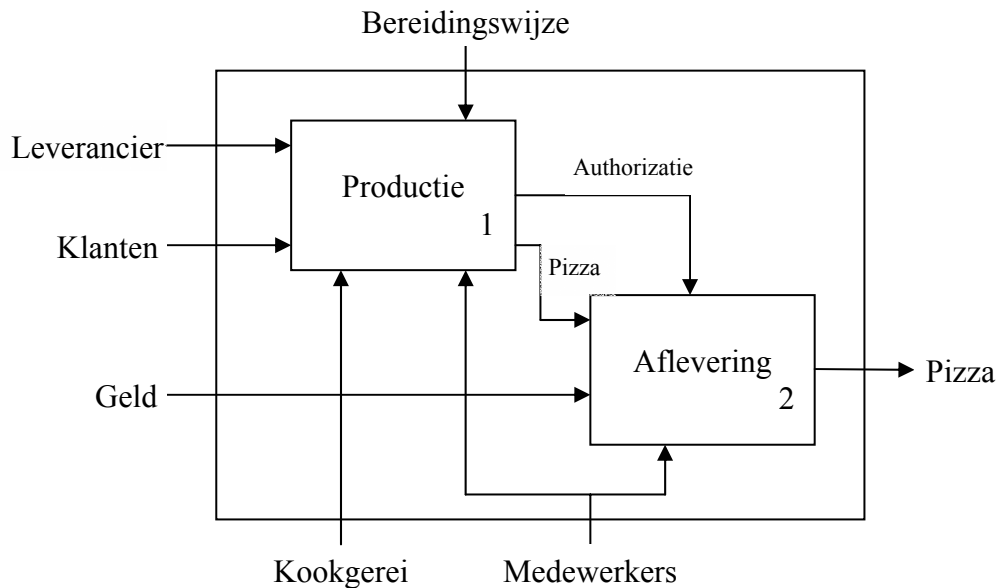 Bereidingswijze
Leverancier
Productie
1
Authorizatie
Klanten
Pizza
Aflevering
2
Pizza
Geld
Kookgerei
Medewerkers